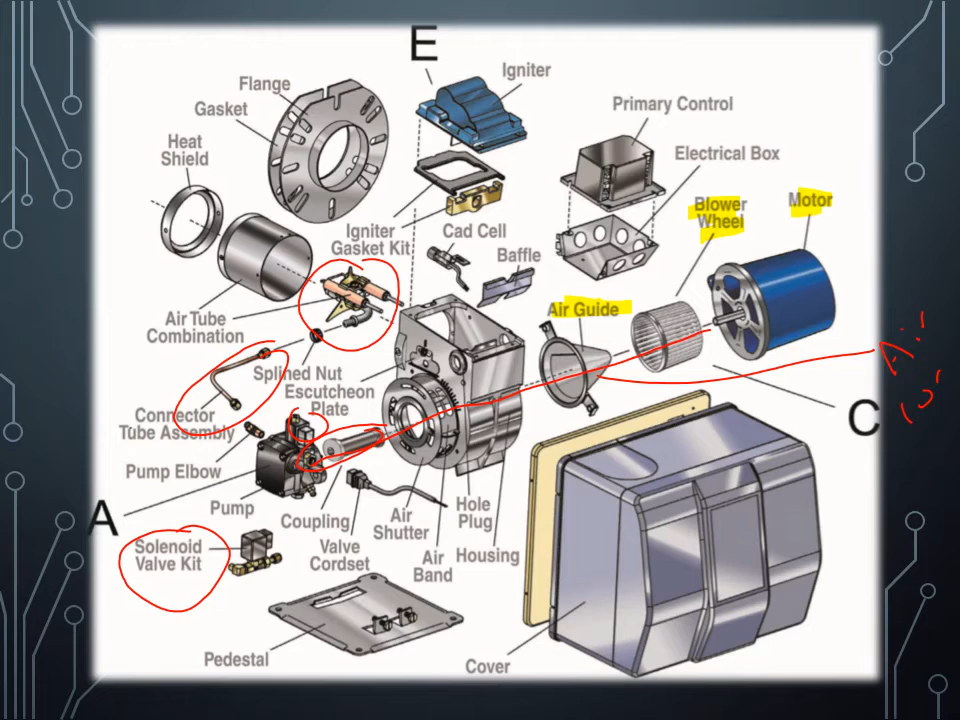 E
Igniter
Flange
Gasket
Primary Control
Heat
Shield
Electrical Box
Blower
Wheel
Motor
Igniter
Gasket Kit
Cad Cell
Baffle
Air Tube
Combination
Air Guide
Splined Nut
Escutcheon
Plate
Connector
Tube Assembly
C
Pump Elbow
A
Pump
Coupling
Air
Shutter
Hole
Plug
Solenoid
Valve Kit
Valve
Cordset
Air
Band
Housing
Pedestal
Cover